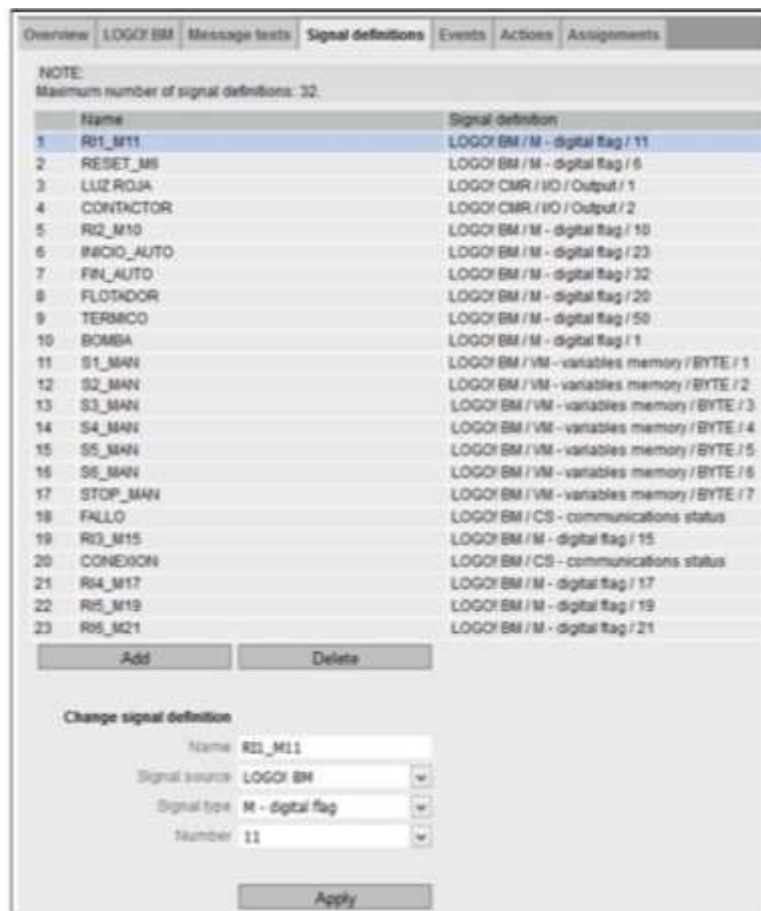 Overview LOGO! BM Message texts Signal definitions Events Actions Assignments
NOTE:
Maximum number of signal definitions: 32.
Name Signal definition
1 RI1_M11 LOGO! BM / M - digital flag / 11
2 RESET_M6 LOGO! BM / M - digital flag / 6
3 LUZ ROJA LOGO! CMR / I/O / Output / 1
4 CONTACTOR LOGO! CMR / I/O / Output / 2
5 RI2_M10 LOGO! BM / M - digital flag / 10
6 INICIO_AUTO LOGO! BM / M - digital flag / 23
7 FIN_AUTO LOGO! BM / M - digital flag / 32
8 FLOTADOR LOGO! BM / M - digital flag / 20
9 TERMICO LOGO! BM / M - digital flag / 50
10 BOMBA LOGO! BM / M - digital flag / 1
11 S1_MAN LOGO! BM / VM - variables memory / BYTE / 1
12 S2_MAN LOGO! BM / VM - variables memory / BYTE / 2
13 S3_MAN LOGO! BM / VM - variables memory / BYTE / 3
14 S4_MAN LOGO! BM / VM - variables memory / BYTE / 4
15 S5_MAN LOGO! BM / VM - variables memory / BYTE / 5
16 S6_MAN LOGO! BM / VM - variables memory / BYTE / 6
17 STOP_MAN LOGO! BM / VM - variables memory / BYTE / 7
18 FALLO LOGO! BM / CS - communications status
19 RI3_M15 LOGO! BM / M - digital flag / 15
20 CONEXION LOGO! BM / CS - communications status
21 RI4_M17 LOGO! BM / M - digital flag / 17
22 RI5_M19 LOGO! BM / M - digital flag / 19
23 RI6_M21 LOGO! BM / M - digital flag / 21
Add Delete
Change signal definition
Name RI1_M11
Signal source LOGO! BM
Signal type M - digital flag
Number 11
Apply